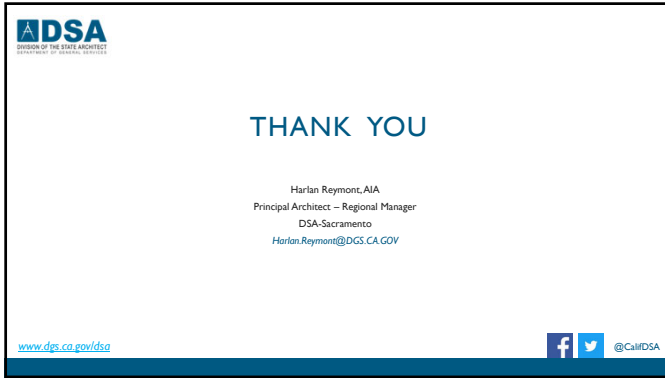 DSA
DIVISION OF THE STATE ARCHITECT
DEPARTMENT OF GENERAL SERVICES
THANK YOU
Harlan Reymont, AIA
Principal Architect – Regional Manager
DSA-Sacramento
Harlan.Reymont@DGS.CA.GOV
www.dgs.ca.gov/dsa
@CalifDSA